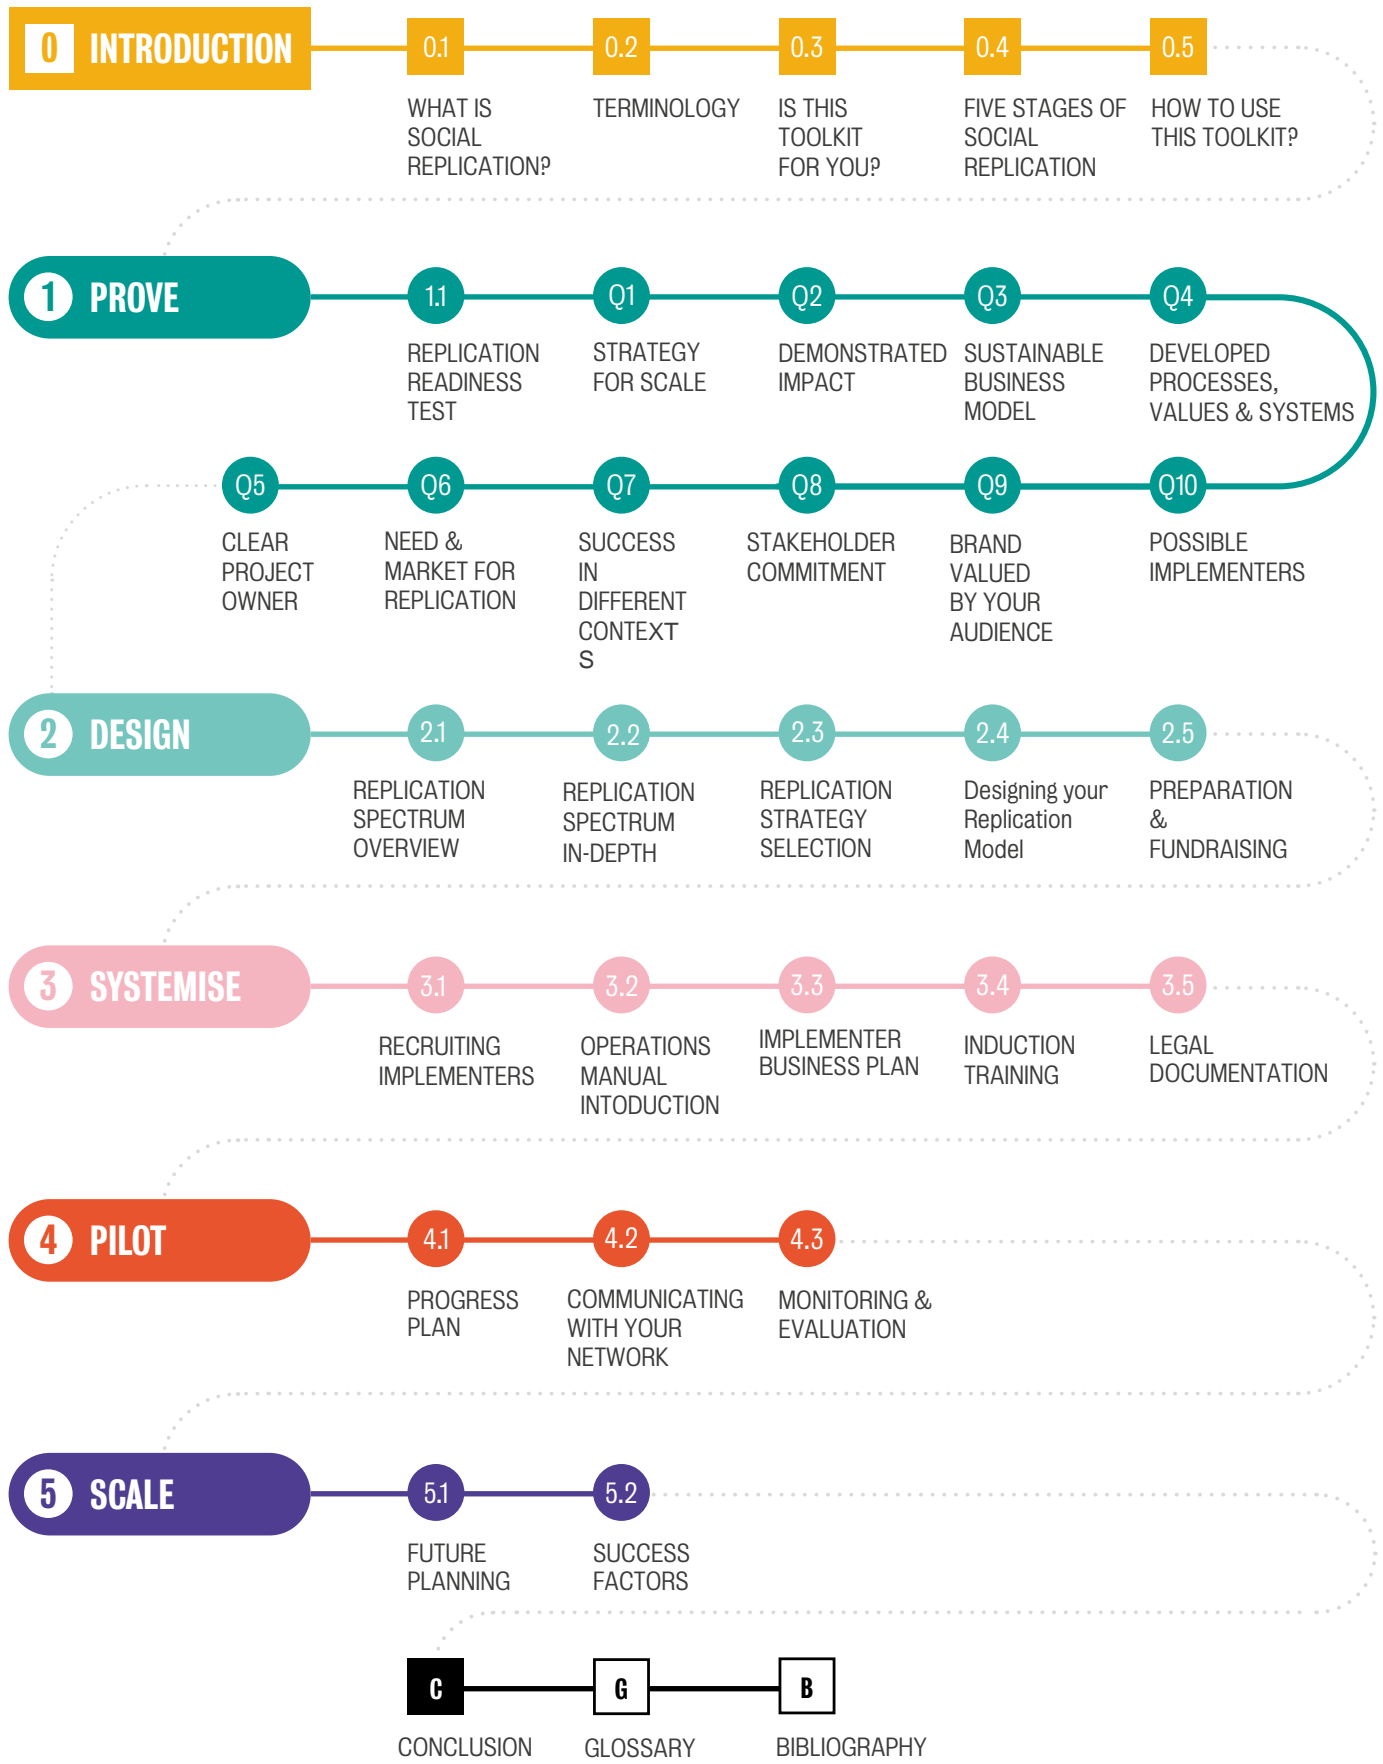 0 INTRODUCTION
0.1
0.2
0.3
0.4
0.5
WHAT IS
SOCIAL
REPLICATION?
TERMINOLOGY
IS THIS
TOOLKIT
FOR YOU?
FIVE STAGES OF
SOCIAL
REPLICATION
HOW TO USE
THIS TOOLKIT?
1 PROVE
1.1
Q1
Q2
Q3
Q4
REPLICATION
READINESS
TEST
STRATEGY
FOR SCALE
DEMONSTRATED
IMPACT
SUSTAINABLE
BUSINESS
MODEL
DEVELOPED
PROCESSES,
VALUES & SYSTEMS
Q5
Q6
Q7
Q8
Q9
Q10
CLEAR
PROJECT
OWNER
NEED &
MARKET FOR
REPLICATION
SUCCESS
IN
DIFFERENT
CONTEXT
S
STAKEHOLDER
COMMITMENT
BRAND
VALUED
BY YOUR
AUDIENCE
POSSIBLE
IMPLEMENTERS
2 DESIGN
2.1
2.2
2.3
2.4
2.5
REPLICATION
SPECTRUM
OVERVIEW
REPLICATION
SPECTRUM
IN-DEPTH
REPLICATION
STRATEGY
SELECTION
Designing your
Replication
Model
PREPARATION
&
FUNDRAISING
3 SYSTEMISE
3.1
3.2
3.3
3.4
3.5
RECRUITING
IMPLEMENTERS
OPERATIONS
MANUAL
INTODUCTION
IMPLEMENTER
BUSINESS PLAN
INDUCTION
TRAINING
LEGAL
DOCUMENTATION
4 PILOT
4.1
4.2
4.3
PROGRESS
PLAN
COMMUNICATING
WITH YOUR
NETWORK
MONITORING &
EVALUATION
5 SCALE
5.1
5.2
FUTURE
PLANNING
SUCCESS
FACTORS
C
G
B
CONCLUSION
GLOSSARY
BIBLIOGRAPHY